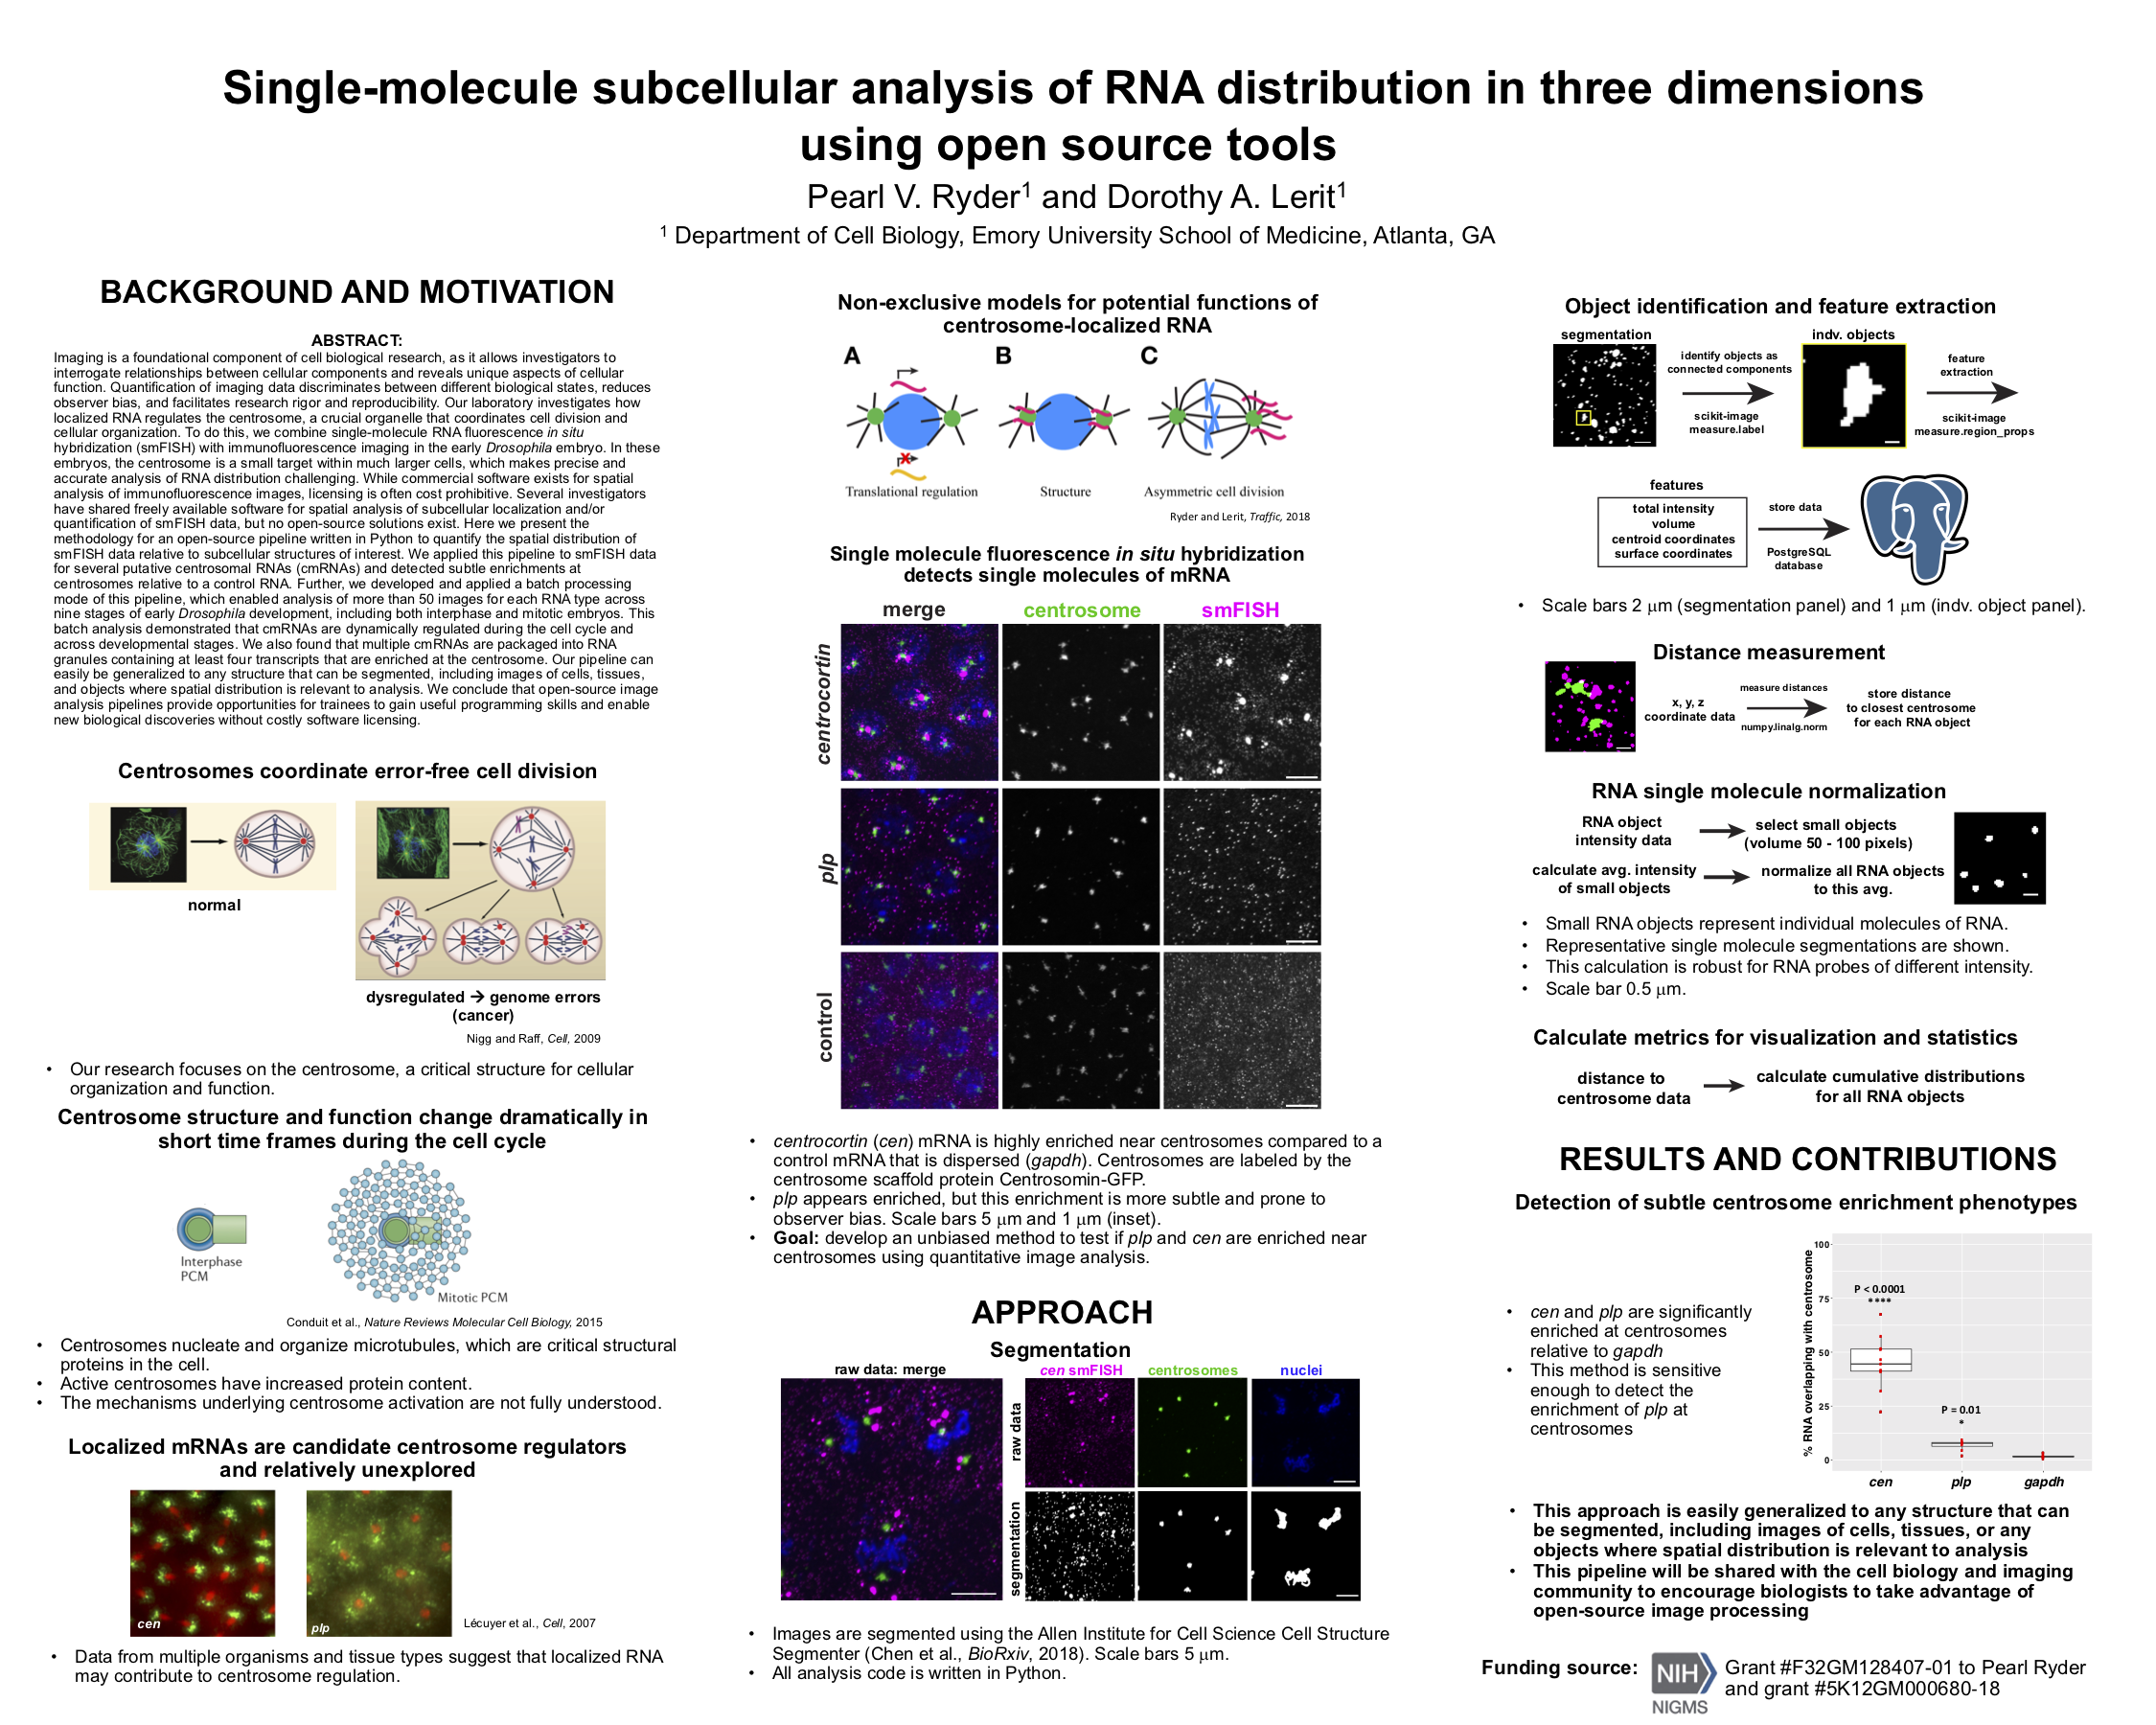 Single-molecule subcellular analysis of RNA distribution in three dimensions
using open source tools
Pearl V. Ryder1 and Dorothy A. Lerit1
1 Department of Cell Biology, Emory University School of Medicine, Atlanta, GA
BACKGROUND AND MOTIVATION
ABSTRACT:
Imaging is a foundational component of cell biological research, as it allows investigators to
interrogate relationships between cellular components and reveals unique aspects of cellular
function. Quantification of imaging data discriminates between different biological states, reduces
observer bias, and facilitates research rigor and reproducibility. Our laboratory investigates how
localized RNA regulates the centrosome, a crucial organelle that coordinates cell division and
cellular organization. To do this, we combine single-molecule RNA fluorescence in situ
hybridization (smFISH) with immunofluorescence imaging in the early Drosophila embryo. In these
embryos, the centrosome is a small target within much larger cells, which makes precise and
accurate analysis of RNA distribution challenging. While commercial software exists for spatial
analysis of immunofluorescence images, licensing is often cost prohibitive. Several investigators
have shared freely available software for spatial analysis of subcellular localization and/or
quantification of smFISH data, but no open-source solutions exist. Here we present the
methodology for an open-source pipeline written in Python to quantify the spatial distribution of
smFISH data relative to subcellular structures of interest. We applied this pipeline to smFISH data
for several putative centrosomal RNAs (cmRNAs) and detected subtle enrichments at
centrosomes relative to a control RNA. Further, we developed and applied a batch processing
mode of this pipeline, which enabled analysis of more than 50 images for each RNA type across
nine stages of early Drosophila development, including both interphase and mitotic embryos. This
batch analysis demonstrated that cmRNAs are dynamically regulated during the cell cycle and
across developmental stages. We also found that multiple cmRNAs are packaged into RNA
granules containing at least four transcripts that are enriched at the centrosome. Our pipeline can
easily be generalized to any structure that can be segmented, including images of cells, tissues,
and objects where spatial distribution is relevant to analysis. We conclude that open-source image
analysis pipelines provide opportunities for trainees to gain useful programming skills and enable
new biological discoveries without costly software licensing.
Centrosomes coordinate error-free cell division
normal
dysregulated → genome errors
(cancer)
Nigg and Raff, Cell, 2009
• Our research focuses on the centrosome, a critical structure for cellular
organization and function.
Centrosome structure and function change dramatically in
short time frames during the cell cycle
Interphase
PCM
Mitotic PCM
Conduit et al., Nature Reviews Molecular Cell Biology, 2015
• Centrosomes nucleate and organize microtubules, which are critical structural
proteins in the cell.
• Active centrosomes have increased protein content.
• The mechanisms underlying centrosome activation are not fully understood.
Localized mRNAs are candidate centrosome regulators
and relatively unexplored
cen
plp
Lécuyer et al., Cell, 2007
• Data from multiple organisms and tissue types suggest that localized RNA
may contribute to centrosome regulation.
Non-exclusive models for potential functions of
centrosome-localized RNA
A B C
x
Translational regulation Structure Asymmetric cell division
Ryder and Lerit, Traffic, 2018
Single molecule fluorescence in situ hybridization
detects single molecules of mRNA
merge centrosome smFISH
centrocortin
plp
control
• centrocortin (cen) mRNA is highly enriched near centrosomes compared to a
control mRNA that is dispersed (gapdh). Centrosomes are labeled by the
centrosome scaffold protein Centrosomin-GFP.
• plp appears enriched, but this enrichment is more subtle and prone to
observer bias. Scale bars 5 μm and 1 μm (inset).
• Goal: develop an unbiased method to test if plp and cen are enriched near
centrosomes using quantitative image analysis.
APPROACH
Segmentation
raw data: merge cen smFISH centrosomes nuclei
raw data
segmentation
• Images are segmented using the Allen Institute for Cell Science Cell Structure
Segmenter (Chen et al., BioRxiv, 2018). Scale bars 5 μm.
• All analysis code is written in Python.
Object identification and feature extraction
segmentation
identify objects as
connected components
scikit-image
measure.label
indv. objects
feature
extraction
scikit-image
measure.region_props
features
total intensity
volume
centroid coordinates
surface coordinates
store data
PostgreSQL
database
• Scale bars 2 μm (segmentation panel) and 1 μm (indv. object panel).
Distance measurement
x, y, z
coordinate data
measure distances
numpy.linalg.norm
store distance
to closest centrosome
for each RNA object
RNA single molecule normalization
RNA object
intensity data
select small objects
(volume 50 - 100 pixels)
calculate avg. intensity
of small objects
normalize all RNA objects
to this avg.
• Small RNA objects represent individual molecules of RNA.
• Representative single molecule segmentations are shown.
• This calculation is robust for RNA probes of different intensity.
• Scale bar 0.5 μm.
Calculate metrics for visualization and statistics
distance to
centrosome data
calculate cumulative distributions
for all RNA objects
RESULTS AND CONTRIBUTIONS
Detection of subtle centrosome enrichment phenotypes
• cen and plp are significantly
enriched at centrosomes
relative to gapdh
• This method is sensitive
enough to detect the
enrichment of plp at
centrosomes
% RNA overlapping with centrosome
100
75
50
25
0
P < 0.0001
****
P = 0.01
*
cen plp gapdh
• This approach is easily generalized to any structure that can
be segmented, including images of cells, tissues, or any
objects where spatial distribution is relevant to analysis
• This pipeline will be shared with the cell biology and imaging
community to encourage biologists to take advantage of
open-source image processing
Funding source:
NIH
NIGMS
Grant #F32GM128407-01 to Pearl Ryder
and grant #5K12GM000680-18